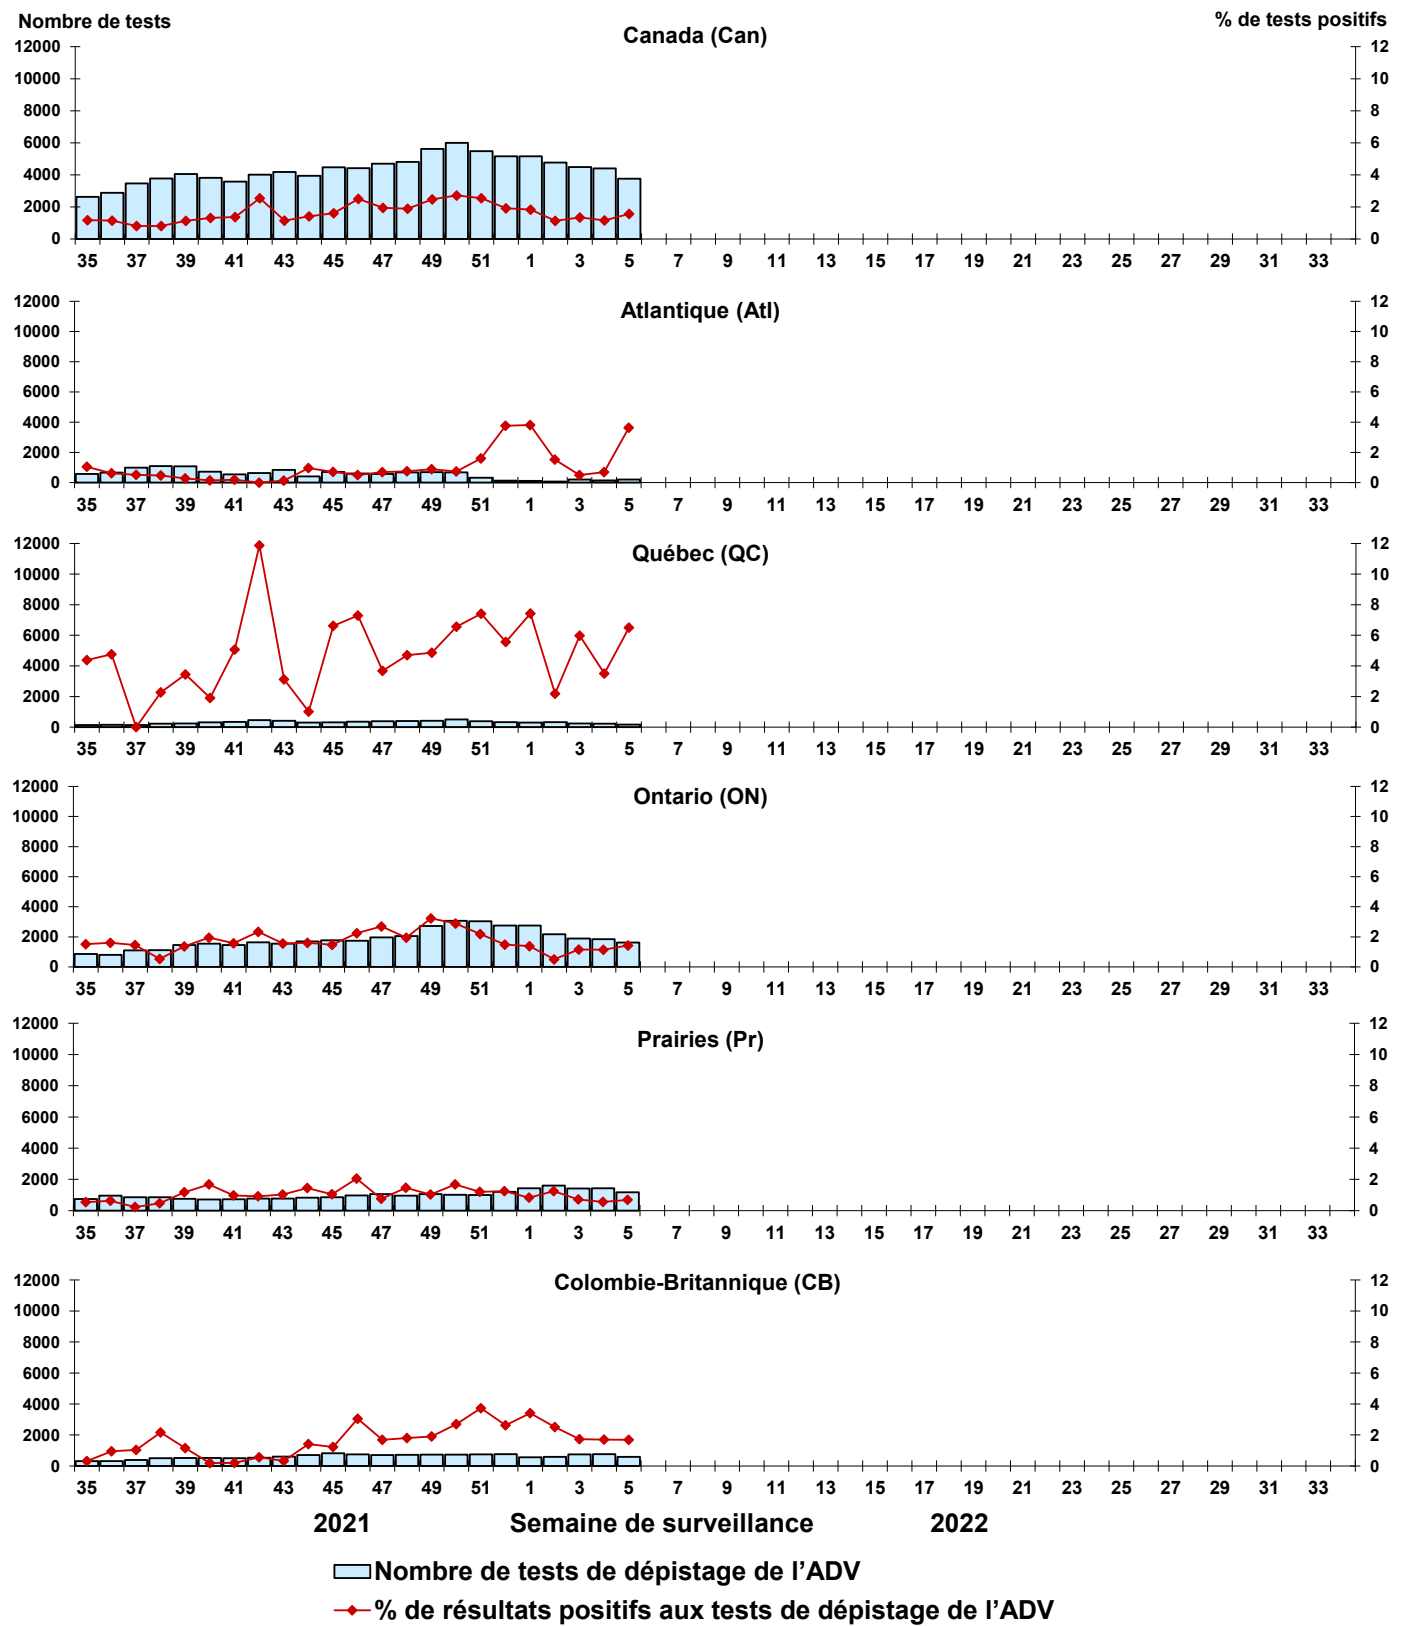 Nombre de tests % de tests positifs
Canada (Can)
12000 12
10000 10
8000 8
6000 6
4000 4
2000 2
0 0
35 37 39 41 43 45 47 49 51 1 3 5 7 9 11 13 15 17 19 21 23 25 27 29 31 33
Atlantique (Atl)
12000 12
10000 10
8000 8
6000 6
4000 4
2000 2
0 0
35 37 39 41 43 45 47 49 51 1 3 5 7 9 11 13 15 17 19 21 23 25 27 29 31 33
Québec (QC)
12000 12
10000 10
8000 8
6000 6
4000 4
2000 2
0 0
35 37 39 41 43 45 47 49 51 1 3 5 7 9 11 13 15 17 19 21 23 25 27 29 31 33
Ontario (ON)
12000 12
10000 10
8000 8
6000 6
4000 4
2000 2
0 0
35 37 39 41 43 45 47 49 51 1 3 5 7 9 11 13 15 17 19 21 23 25 27 29 31 33
Prairies (Pr)
12000 12
10000 10
8000 8
6000 6
4000 4
2000 2
0 0
35 37 39 41 43 45 47 49 51 1 3 5 7 9 11 13 15 17 19 21 23 25 27 29 31 33
Colombie-Britannique (CB)
12000 12
10000 10
8000 8
6000 6
4000 4
2000 2
0 0
35 37 39 41 43 45 47 49 51 1 3 5 7 9 11 13 15 17 19 21 23 25 27 29 31 33
2021 Semaine de surveillance 2022
Nombre de tests de dépistage de l’ADV
% de résultats positifs aux tests de dépistage de l’ADV